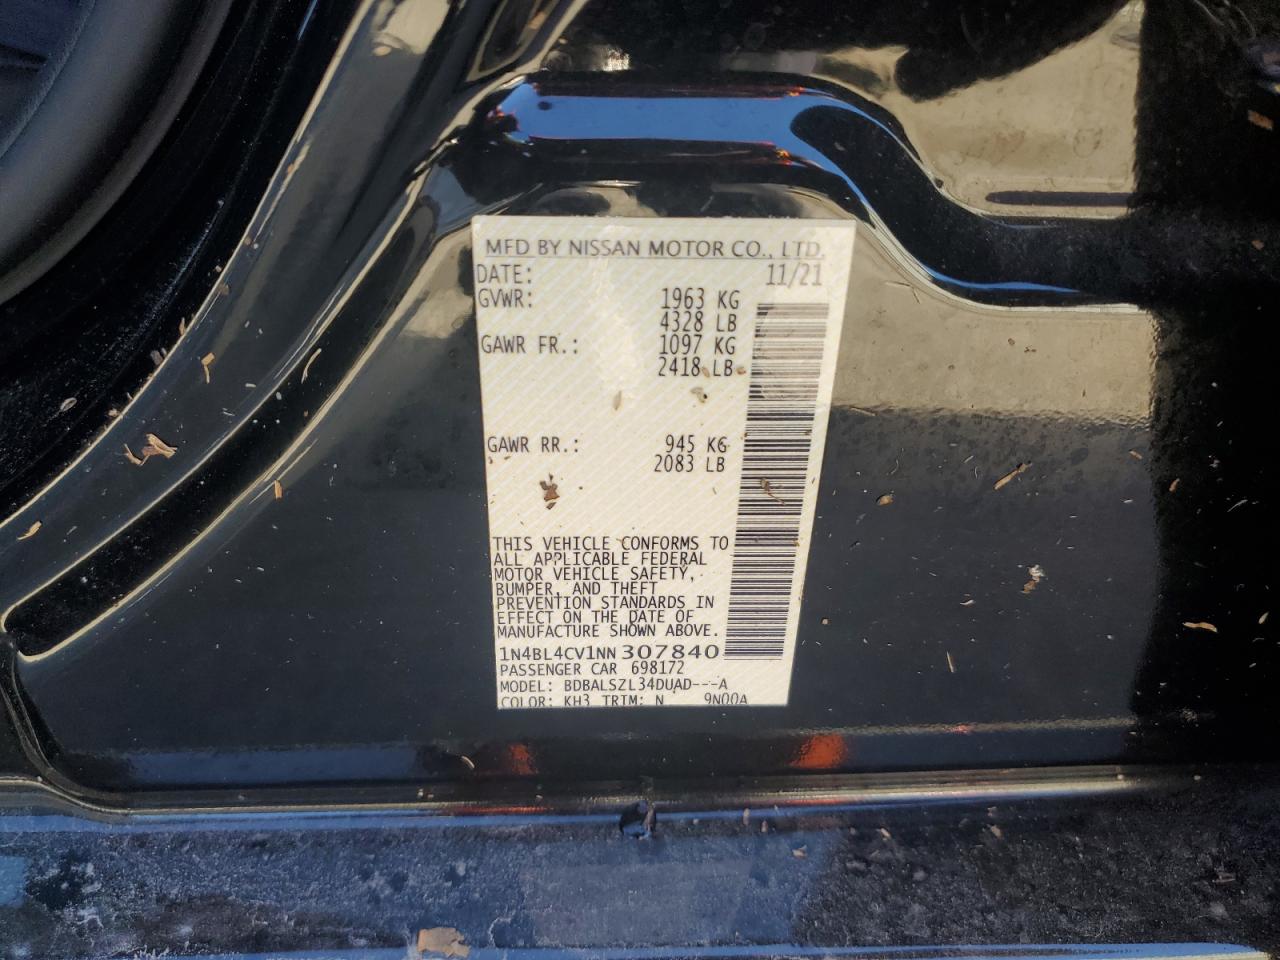 MFD BY NISSAN MOTOR CO., LTD.
DATE: 11/21
GVWR: 1963 KG
4328 LB
GAWR FR.: 1097 KG
2418 LB
GAWR RR.: 945 KG
2083 LB
THIS VEHICLE CONFORMS TO
ALL APPLICABLE FEDERAL
MOTOR VEHICLE SAFETY,
BUMPER, AND THEFT
PREVENTION STANDARDS IN
EFFECT ON THE DATE OF
MANUFACTURE SHOWN ABOVE.
1N4BL4CV1NN307840
PASSENGER CAR 698172
MODEL: BDBALSZL34DUAD---A
COLOR: KH3 TRIM: N 9N00A